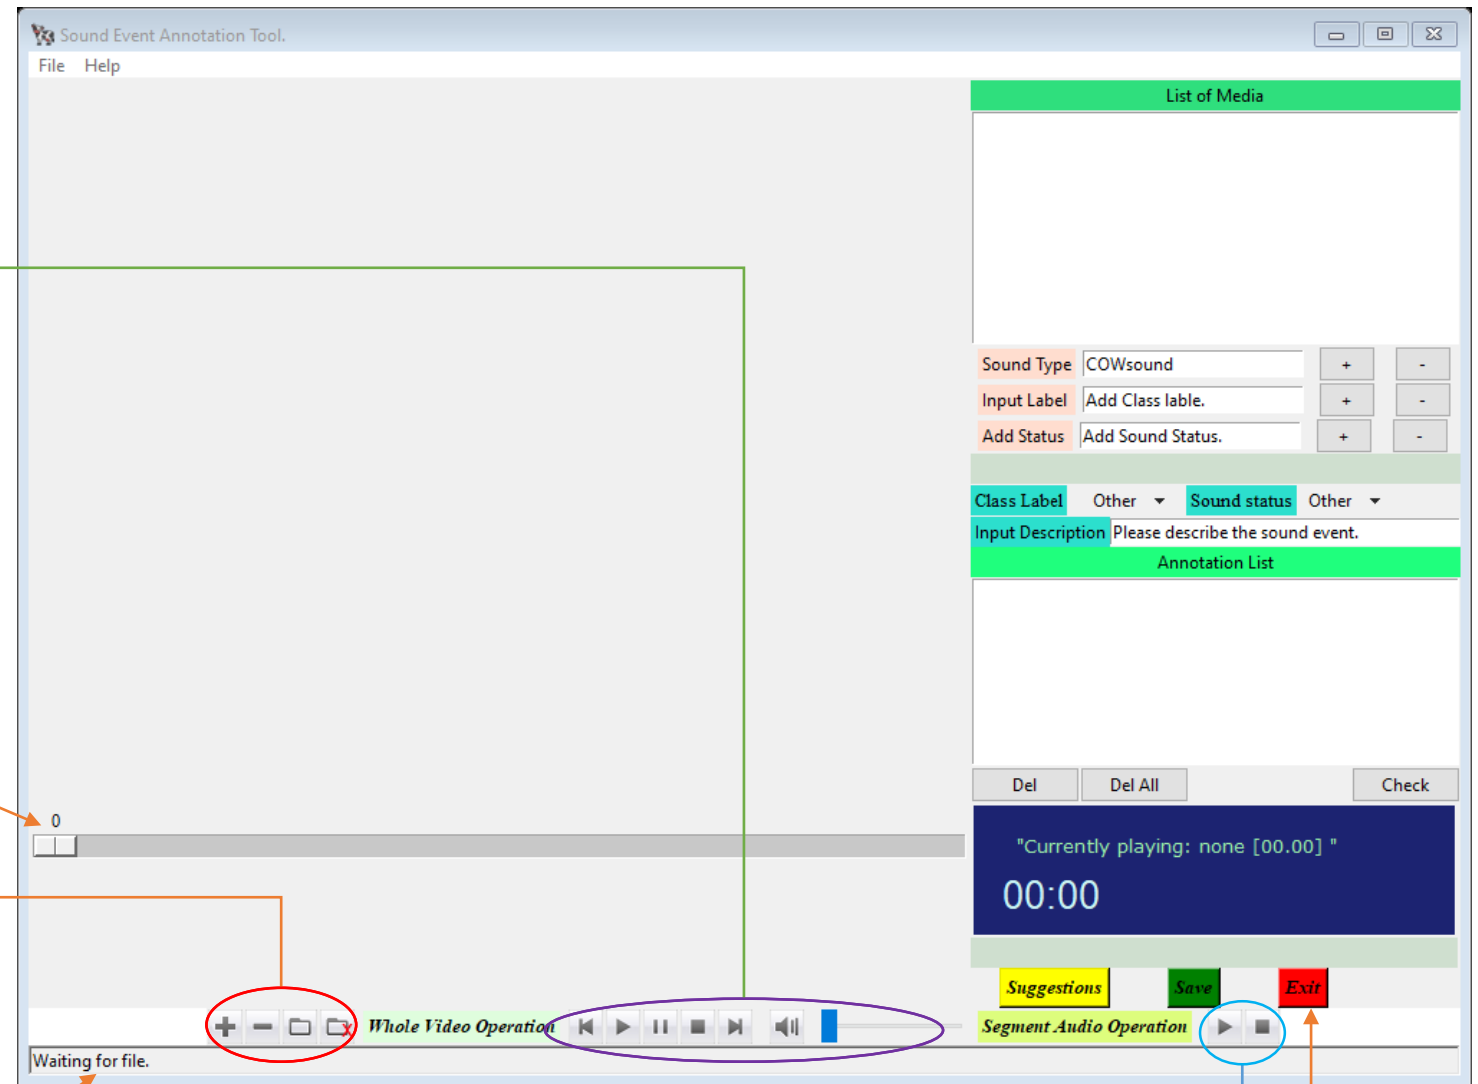 Sound Event Annotation Tool.
File Help
List of Media
Sound Type COWsound + -
Input Label Add Class lable. + -
Add Status Add Sound Status. + -
Class Label Other Sound status Other
Input Description Please describe the sound event.
Annotation List
Del Del All Check
0
"Currently playing: none [00.00] "
00:00
Suggestions Save Exit
Whole Video Operation Segment Audio Operation
Waiting for file.